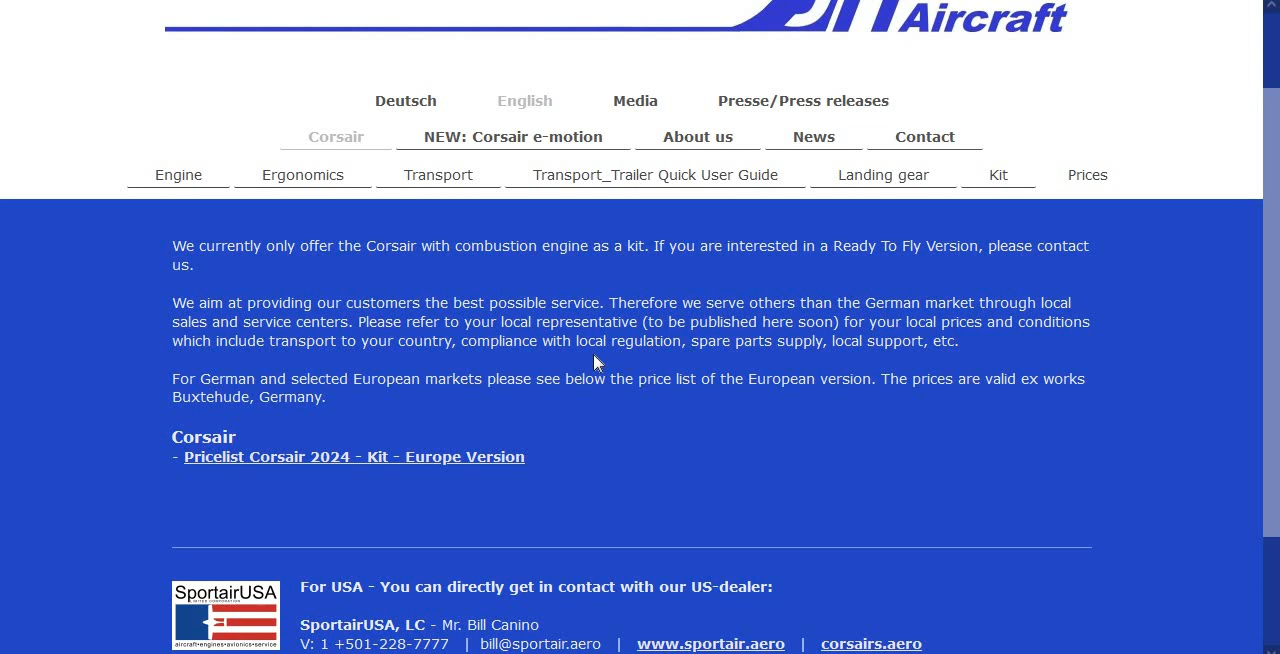 Aircraft
Deutsch English Media Presse/Press releases
Corsair NEW: Corsair e-motion About us News Contact
Engine Ergonomics Transport Transport_Trailer Quick User Guide Landing gear Kit Prices
We currently only offer the Corsair with combustion engine as a kit. If you are interested in a Ready To Fly Version, please contact
us.
We aim at providing our customers the best possible service. Therefore we serve others than the German market through local
sales and service centers. Please refer to your local representative (to be published here soon) for your local prices and conditions
which include transport to your country, compliance with local regulation, spare parts supply, local support, etc.
For German and selected European markets please see below the price list of the European version. The prices are valid ex works
Buxtehude, Germany.
Corsair
- Pricelist Corsair 2024 - Kit - Europe Version
SportairUSA
LIMITED CORPORATION
aircraft•engines•avionics•service
For USA - You can directly get in contact with our US-dealer:
SportairUSA, LC - Mr. Bill Canino
V: 1 +501-228-7777 | bill@sportair.aero | www.sportair.aero | corsairs.aero